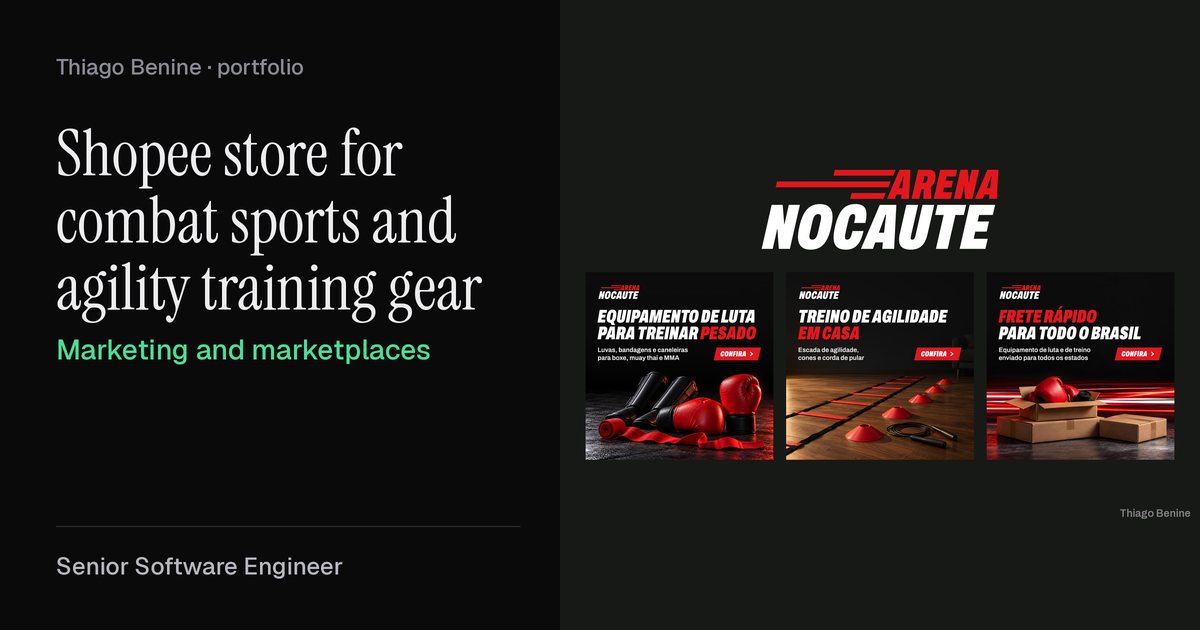 Thiago Benine · portfolio
Shopee store for
combat sports and
agility training gear
Marketing and marketplaces
Senior Software Engineer
ARENA
NOCAUTE
ARENA
NOCAUTE
EQUIPAMENTO DE LUTA
PARA TREINAR PESADO
Luvas, bandagens e caneleiras
para boxe, muay thai e MMA
CONFIRA >
ARENA
NOCAUTE
TREINO DE AGILIDADE
EM CASA
Escada de agilidade,
cones e corda de pular
CONFIRA >
ARENA
NOCAUTE
FRETE RÁPIDO
PARA TODO O BRASIL
Equipamento de luta e de treino
enviado para todos os estados
CONFIRA >
Thiago Benine